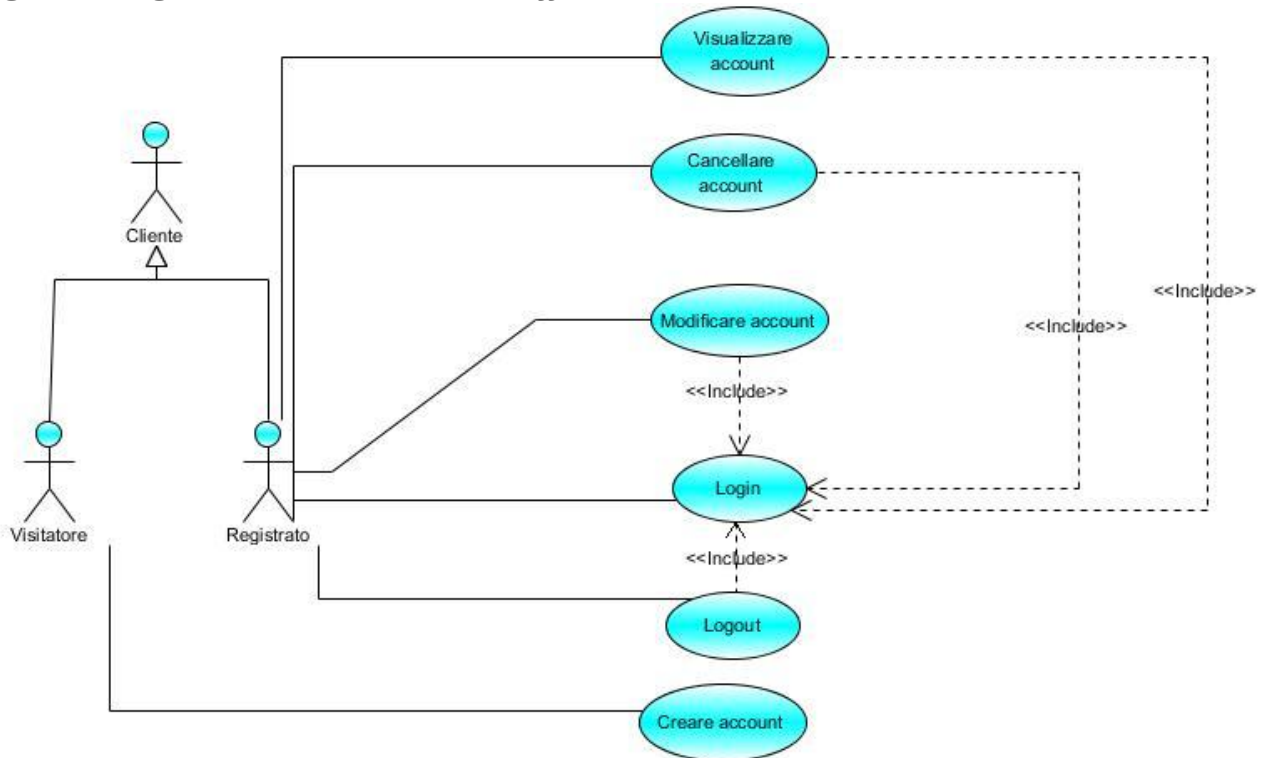 Visualizzare
account
Cancellare
account
Cliente
<<Include>>
Modificare account
<<Include>>
<<Include>>
Login
Visitatore
Registrato
<<Include>>
Logout
Creare account